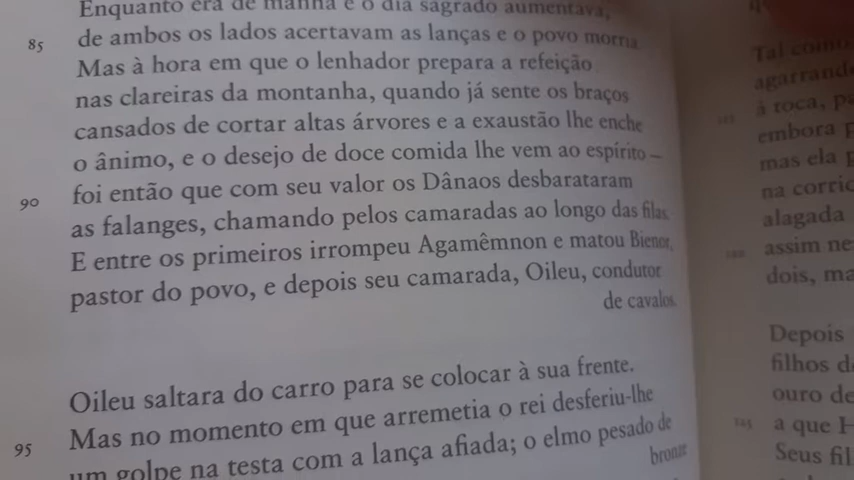 Enquanto era de manhã e o dia sagrado aumentava,
85
de ambos os lados acertavam as lanças e o povo morria.
Mas à hora em que o lenhador prepara a refeição
nas clareiras da montanha, quando já sente os braços
cansados de cortar altas árvores e a exaustão lhe enche
o ânimo, e o desejo de doce comida lhe vem ao espírito –
90
foi então que com seu valor os Dânaos desbarataram
as falanges, chamando pelos camaradas ao longo das filas.
E entre os primeiros irrompeu Agamêmnon e matou Bienor,
pastor do povo, e depois seu camarada, Oileu, condutor
de cavalos.
Oileu saltara do carro para se colocar à sua frente.
95
Mas no momento em que arremetia o rei desferiu-lhe
um golpe na testa com a lança afiada; o elmo pesado de
bronze
Tal como
agarrando
à roca,
embora
mas ela
na
alagada
120
assim
dois,
Depois
filhos
ouro de
125
a que
Seus